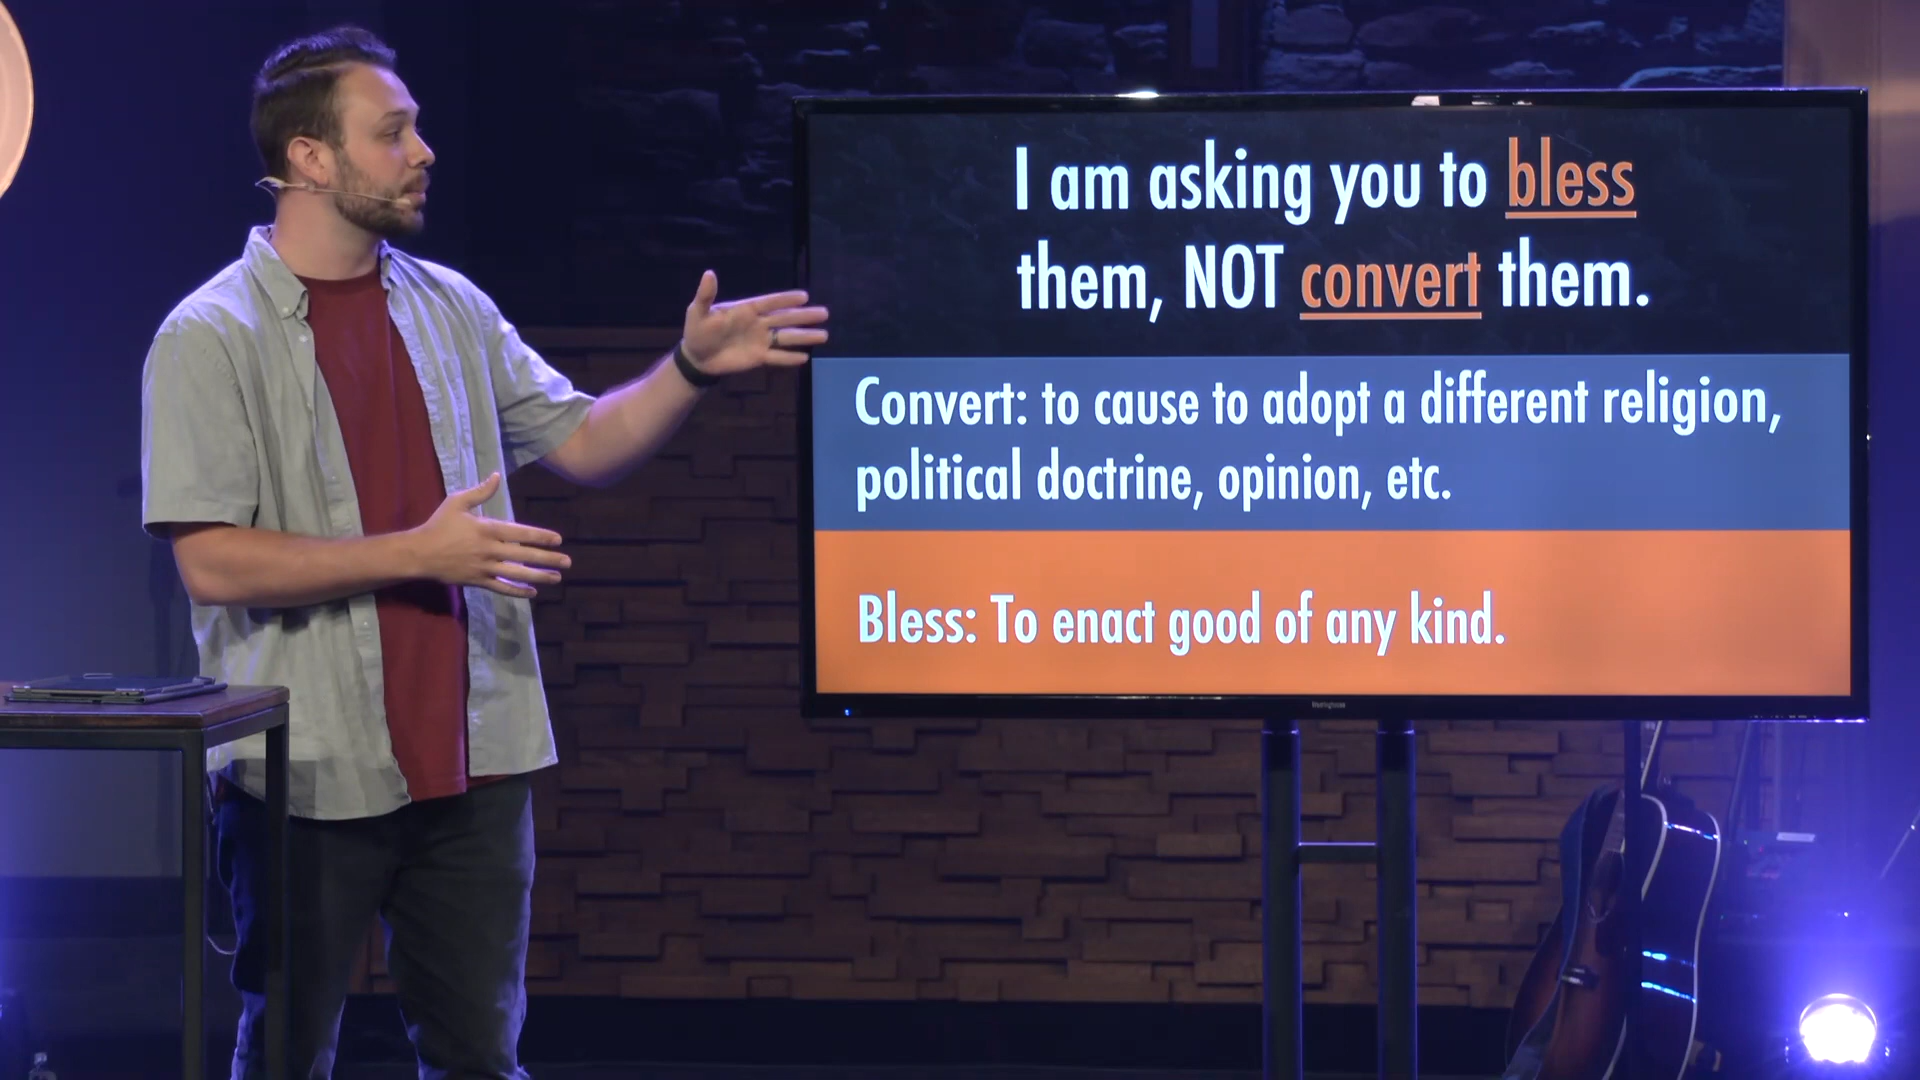 I am asking you to bless
them, NOT convert them.
Convert: to cause to adopt a different religion,
political doctrine, opinion, etc.
Bless: To enact good of any kind.
Westinghouse